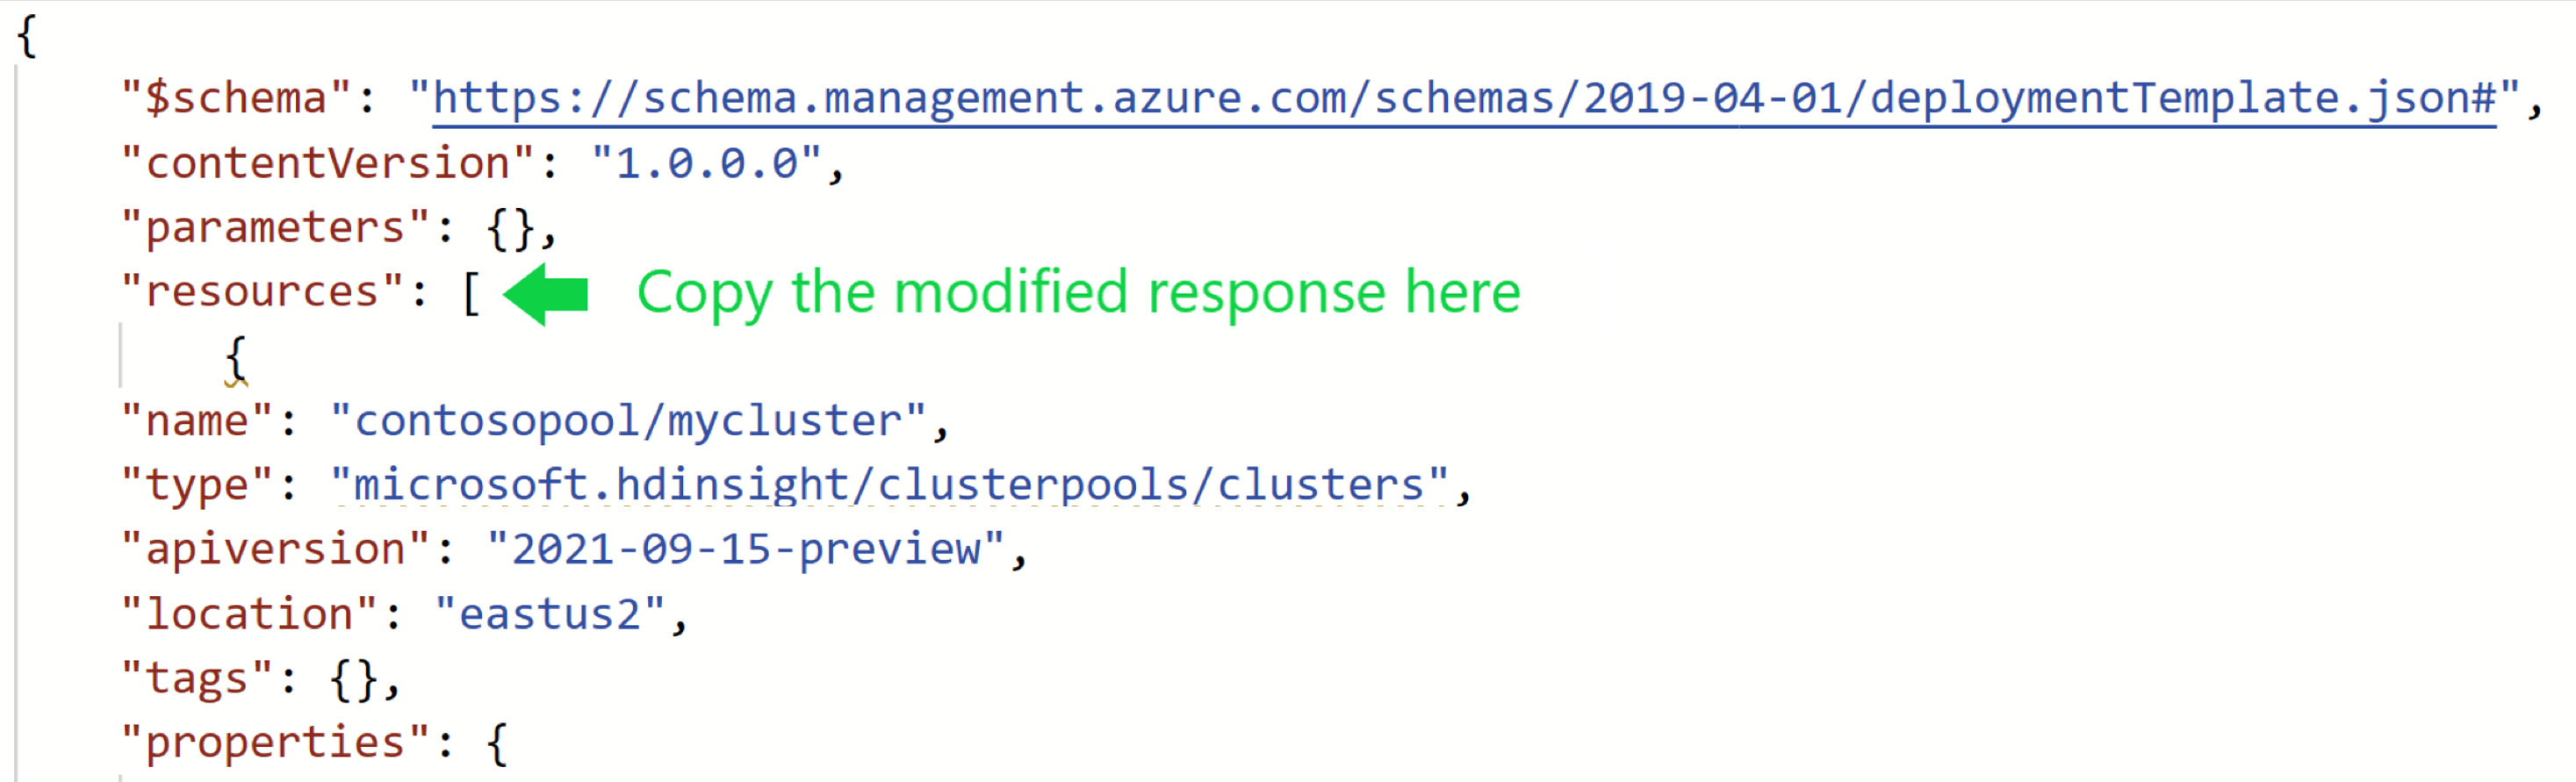 {
"$schema": "https://schema.management.azure.com/schemas/2019-04-01/deploymentTemplate.json#",
"contentVersion": "1.0.0.0",
"parameters": {},
"resources": [ Copy the modified response here
{
"name": "contosopool/mycluster",
"type": "microsoft.hdinsight/clusterpools/clusters",
"apiversion": "2021-09-15-preview",
"location": "eastus2",
"tags": {},
"properties": {